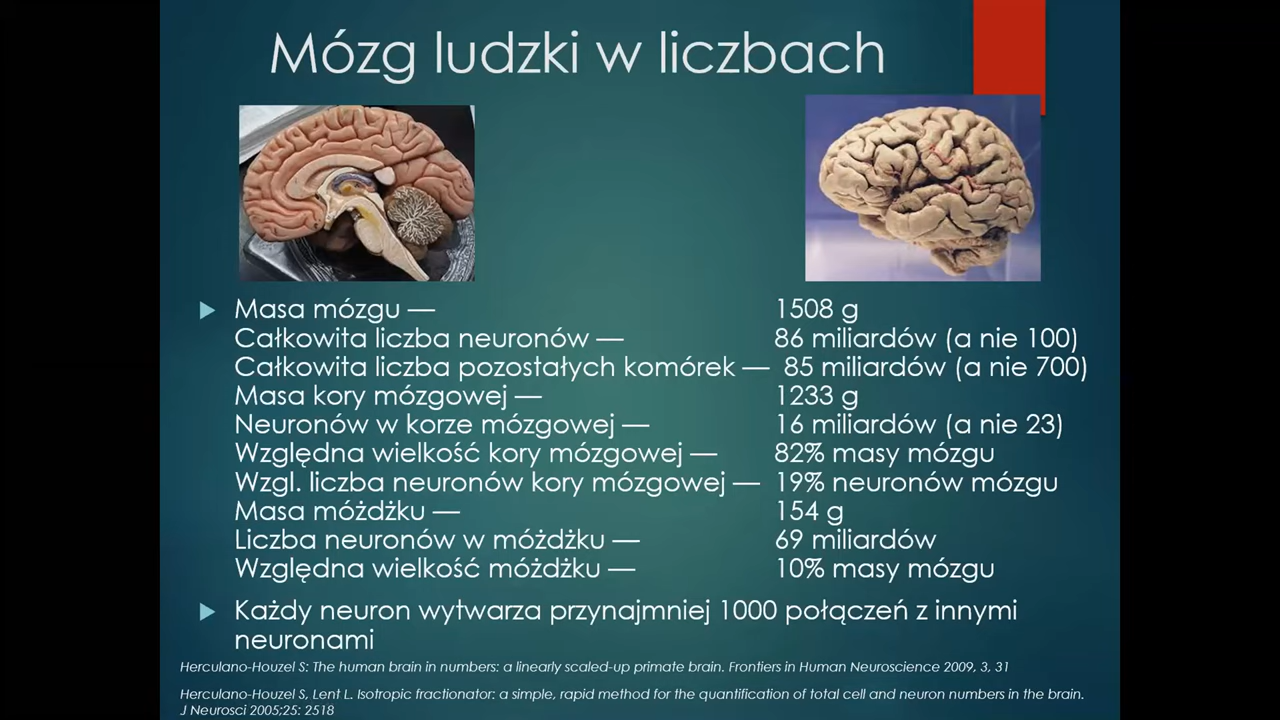 Mózg ludzki w liczbach
Masa mózgu — 1508 g
Całkowita liczba neuronów — 86 miliardów (a nie 100)
Całkowita liczba pozostałych komórek — 85 miliardów (a nie 700)
Masa kory mózgowej — 1233 g
Neuronów w korze mózgowej — 16 miliardów (a nie 23)
Względna wielkość kory mózgowej — 82% masy mózgu
Wzgl. liczba neuronów kory mózgowej — 19% neuronów mózgu
Masa móżdżku — 154 g
Liczba neuronów w móżdżku — 69 miliardów
Względna wielkość móżdżku — 10% masy mózgu
Każdy neuron wytwarza przynajmniej 1000 połączeń z innymi
neuronami
Herculano-Houzel S: The human brain in numbers: a linearly scaled-up primate brain. Frontiers in Human Neuroscience 2009, 3, 31
Herculano-Houzel S, Lent L. Isotropic fractionator: a simple, rapid method for the quantification of total cell and neuron numbers in the brain.
J Neurosci 2005;25: 2518